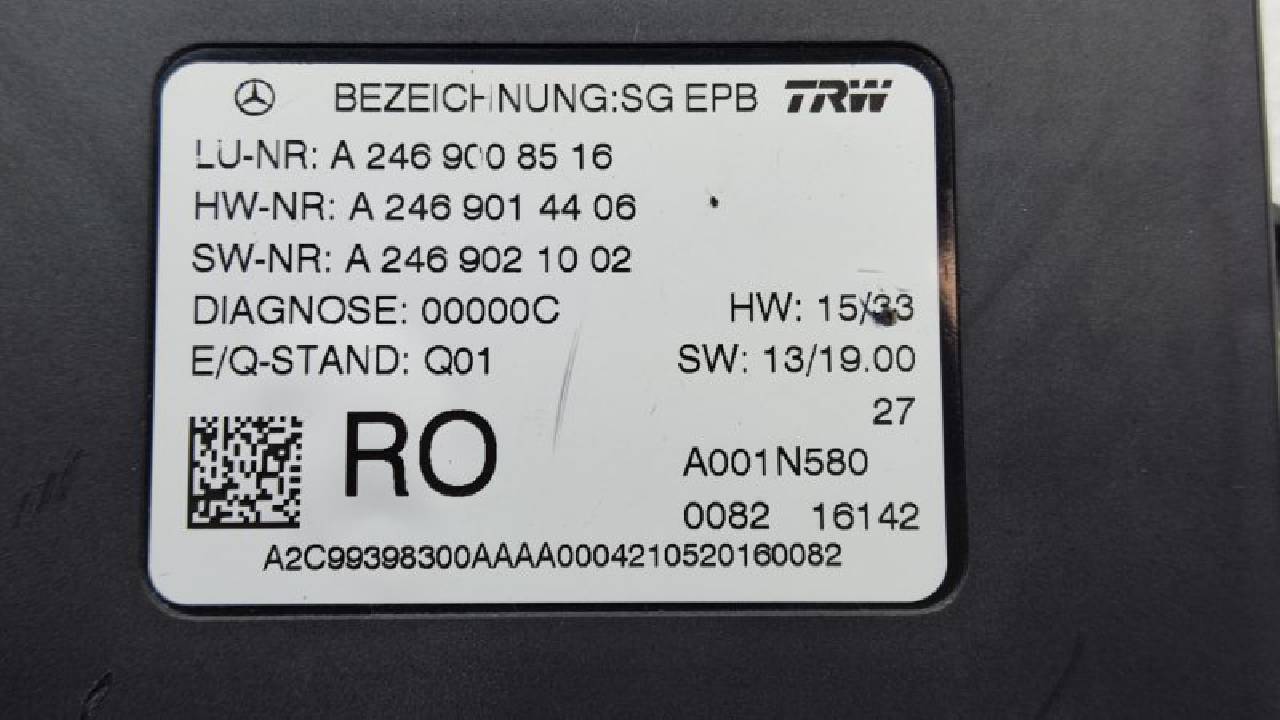 BEZEICHNUNG:SG EPB TRW
LU-NR: A 246 900 85 16
HW-NR: A 246 901 44 06
SW-NR: A 246 902 10 02
DIAGNOSE: 00000C HW: 15/33
E/Q-STAND: Q01 SW: 13/19.00
27
RO A001N580
0082 16142
A2C99398300AAAA0004210520160082